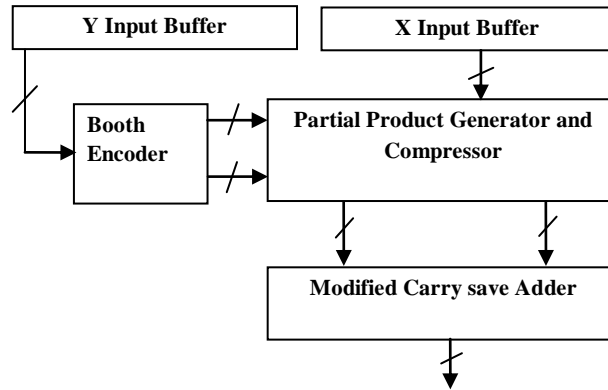 Y Input Buffer
X Input Buffer
Booth
Encoder
Partial Product Generator and
Compressor
Modified Carry save Adder